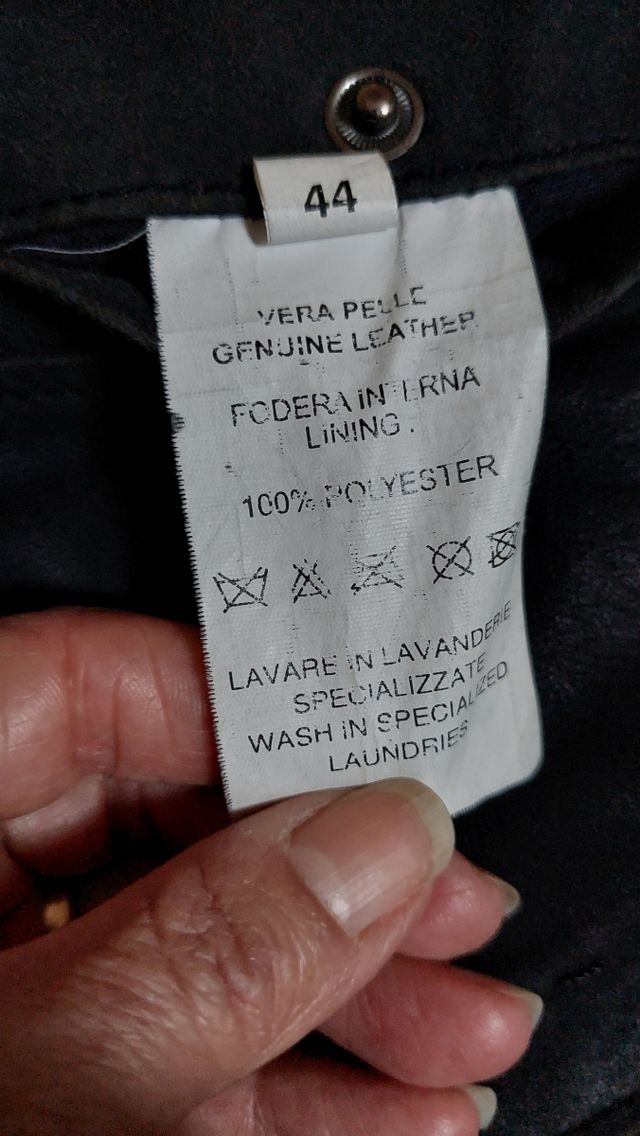 44
VERA PELLE
GENUINE LEATHER
FODERA INTERNA
LINING.
100% POLYESTER
LAVARE IN LAVANDERIE
SPECIALIZZATE
WASH IN SPECIALIZED
LAUNDRIES